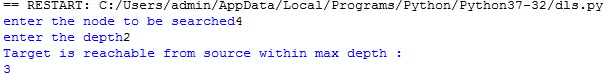 == RESTART: C:/Users/admin/AppData/Local/Programs/Python/Python37-32/dls.py
enter the node to be searched4
enter the depth2
Target is reachable from source within max depth :
3